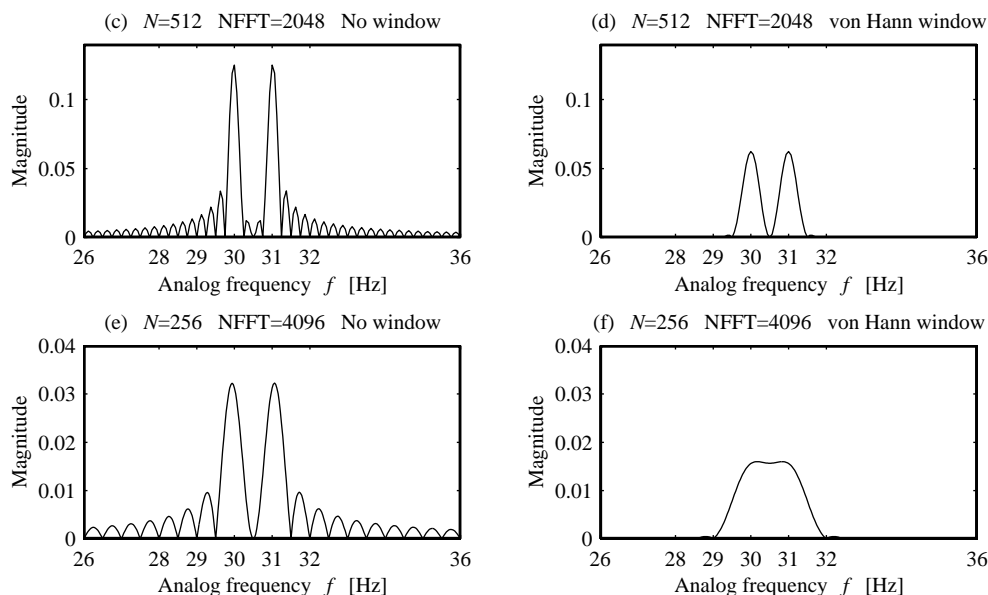 (c) N=512 NFFT=2048 No window
Magnitude
0.1
0.05
0
26 28 29 30 31 32 36
Analog frequency f [Hz]
(d) N=512 NFFT=2048 von Hann window
Magnitude
0.1
0.05
0
26 28 29 30 31 32 36
Analog frequency f [Hz]
(e) N=256 NFFT=4096 No window
Magnitude
0.04
0.03
0.02
0.01
0
26 28 29 30 31 32 36
Analog frequency f [Hz]
(f) N=256 NFFT=4096 von Hann window
Magnitude
0.04
0.03
0.02
0.01
0
26 28 29 30 31 32 36
Analog frequency f [Hz]